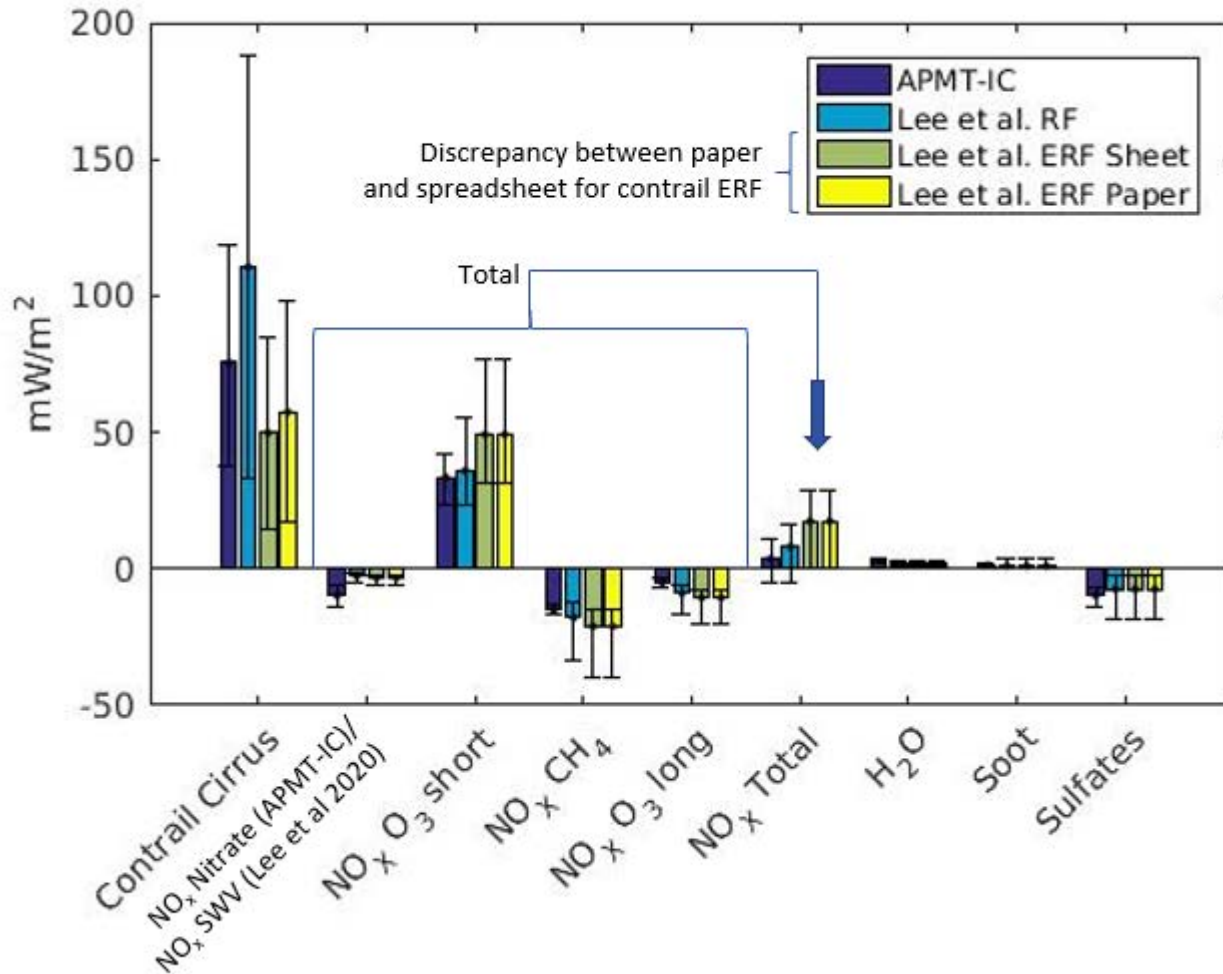 200
150
100
50
0
-50
mW/m²
APMT-IC
Lee et al. RF
Lee et al. ERF Sheet
Lee et al. ERF Paper
Discrepancy between paper
and spreadsheet for contrail ERF
Total
Contrail Cirrus
NOₓ Nitrate (APMT-IC)/
NOₓ SWV (Lee et al 2020)
NOₓ O₃ short
NOₓ CH₄
NOₓ O₃ long
NOₓ Total
H₂O
Soot
Sulfates